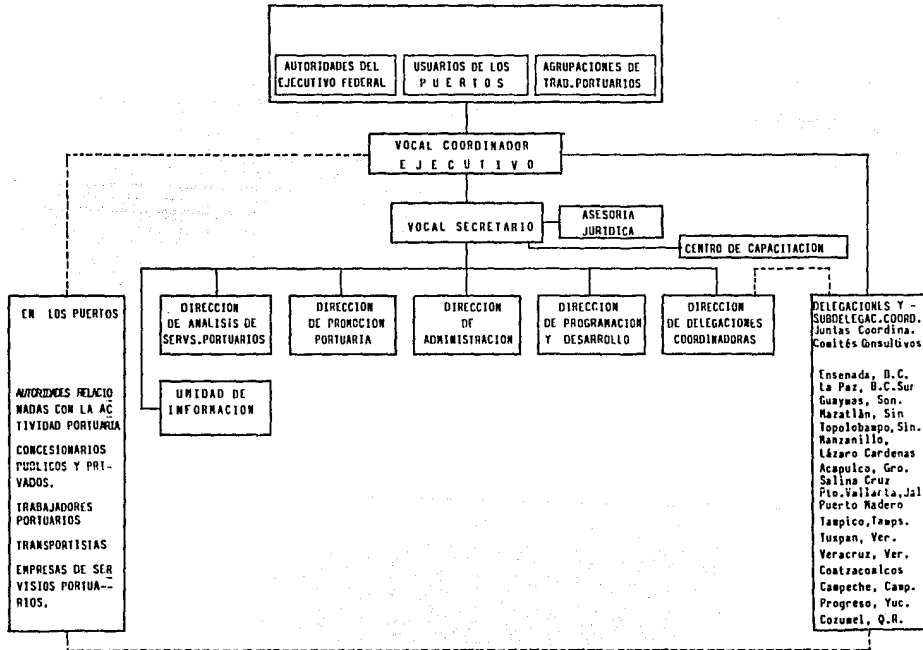 AUTORIDADES DEL
EJECUTIVO FEDERAL
USUARIOS DE LOS
PUERTOS
AGRUPACIONES DE
TRAB.PORTUARIOS
VOCAL COORDINADOR
EJECUTIVO
VOCAL SECRETARIO
ASESORIA
JURIDICA
CENTRO DE CAPACITACION
DIRECCION
DE ANALISIS DE
SERVS.PORTUARIOS
DIRECCION
DE PROMOCION
PORTUARIA
DIRECCION
DE
ADMINISTRACION
DIRECCION
DE PROGRAMACION
Y DESARROLLO
DIRECCION
DE DELEGACIONES
COORDINADORAS
UNIDAD DE
INFORMACION
EN LOS PUERTOS
AUTORIDADES RELACIO
NADAS CON LA AC
TIVIDAD PORTUARIA
CONCESIONARIOS
PUBLICOS Y PRI-
VADOS.
TRABAJADORES
PORTUARIOS
TRANSPORTISTAS
EMPRESAS DE SER
VISIOS PORTUA--
RIOS.
DELEGACIONES Y -
SUBDELEGAC.COORD.
Juntas Coordina.
Comités Consultivos
Ensenada, B.C.
La Paz, B.C.Sur
Guaymas, Son.
Mazatlán, Sin
Topolobampo,Sin.
Manzanillo,
Lázaro Cardenas
Acapulco, Gro.
Salina Cruz
Pto.Vallarta,Jal
Puerto Madero
Tampico,Tamps.
Tuxpan, Ver.
Veracruz, Ver.
Coatzacoalcos
Campeche, Camp.
Progreso, Yuc.
Cozumel, Q.R.